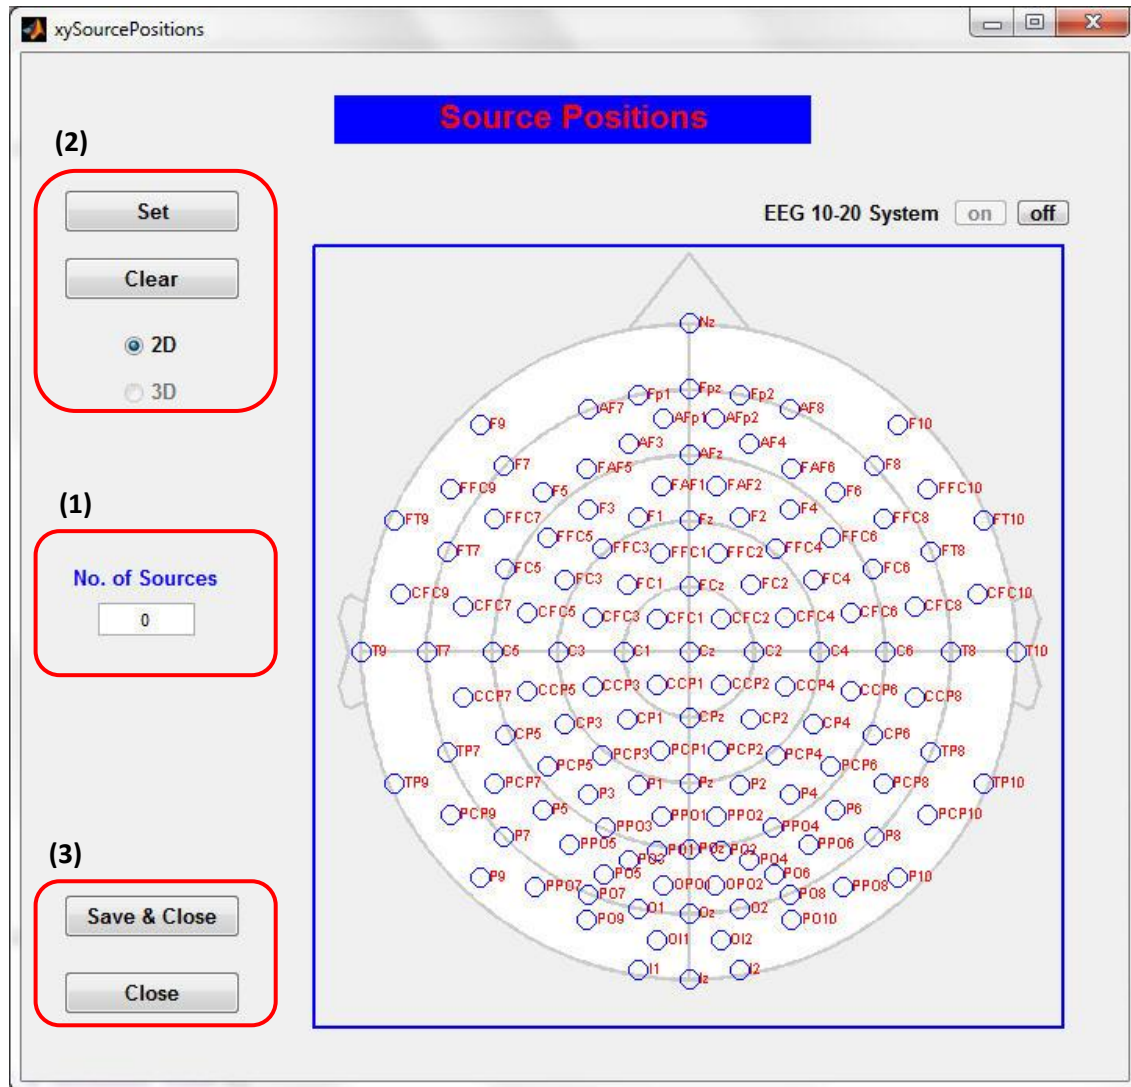 xySourcePositions
Source Positions
(2)
Set
Clear
2D
3D
EEG 10-20 System on off
(1)
No. of Sources
0
(3)
Save & Close
Close
Nz
Fp1 Fpz Fp2
AF7 AFp1 AFp2 AF8
F9 F10
AF3 AFz AF4
F7 FAF5 FAF6 F8
FFC9 F5 FAF1 FAF2 F6 FFC10
FT9 FFC7 F3 F1 Fz F2 F4 FFC8 FT10
FFC5 FFC6
FT7 FFC3 FFC1 FFC2 FFC4 FT8
FC5 FC3 FC1 FCz FC2 FC4 FC6
CFC9 CFC10
CFC7 CFC5 CFC3 CFC1 CFC2 CFC4 CFC6 CFC8
T9 T7 C5 C3 C1 Cz C2 C4 C6 T8 T10
CCP7 CCP5 CCP3 CCP1 CCP2 CCP4 CCP6 CCP8
CP5 CP3 CP1 CPz CP2 CP4 CP6
TP7 PCP3 PCP1 PCP2 PCP4 TP8
PCP5 PCP6
TP9 PCP7 P3 P1 Pz P2 P4 PCP8 TP10
PCP9 P5 PPO1 PPO2 P6 PCP10
P7 PPO3 PPO4 P8
PPO5 PO3 PO1 POz PO2 PO4 PPO6
P9 PO5 PO6 P10
PPO7 PO7 OPO1 OPO2 PO8 PPO8
PO9 O1 Oz O2 PO10
OI1 OI2
I1 Iz I2